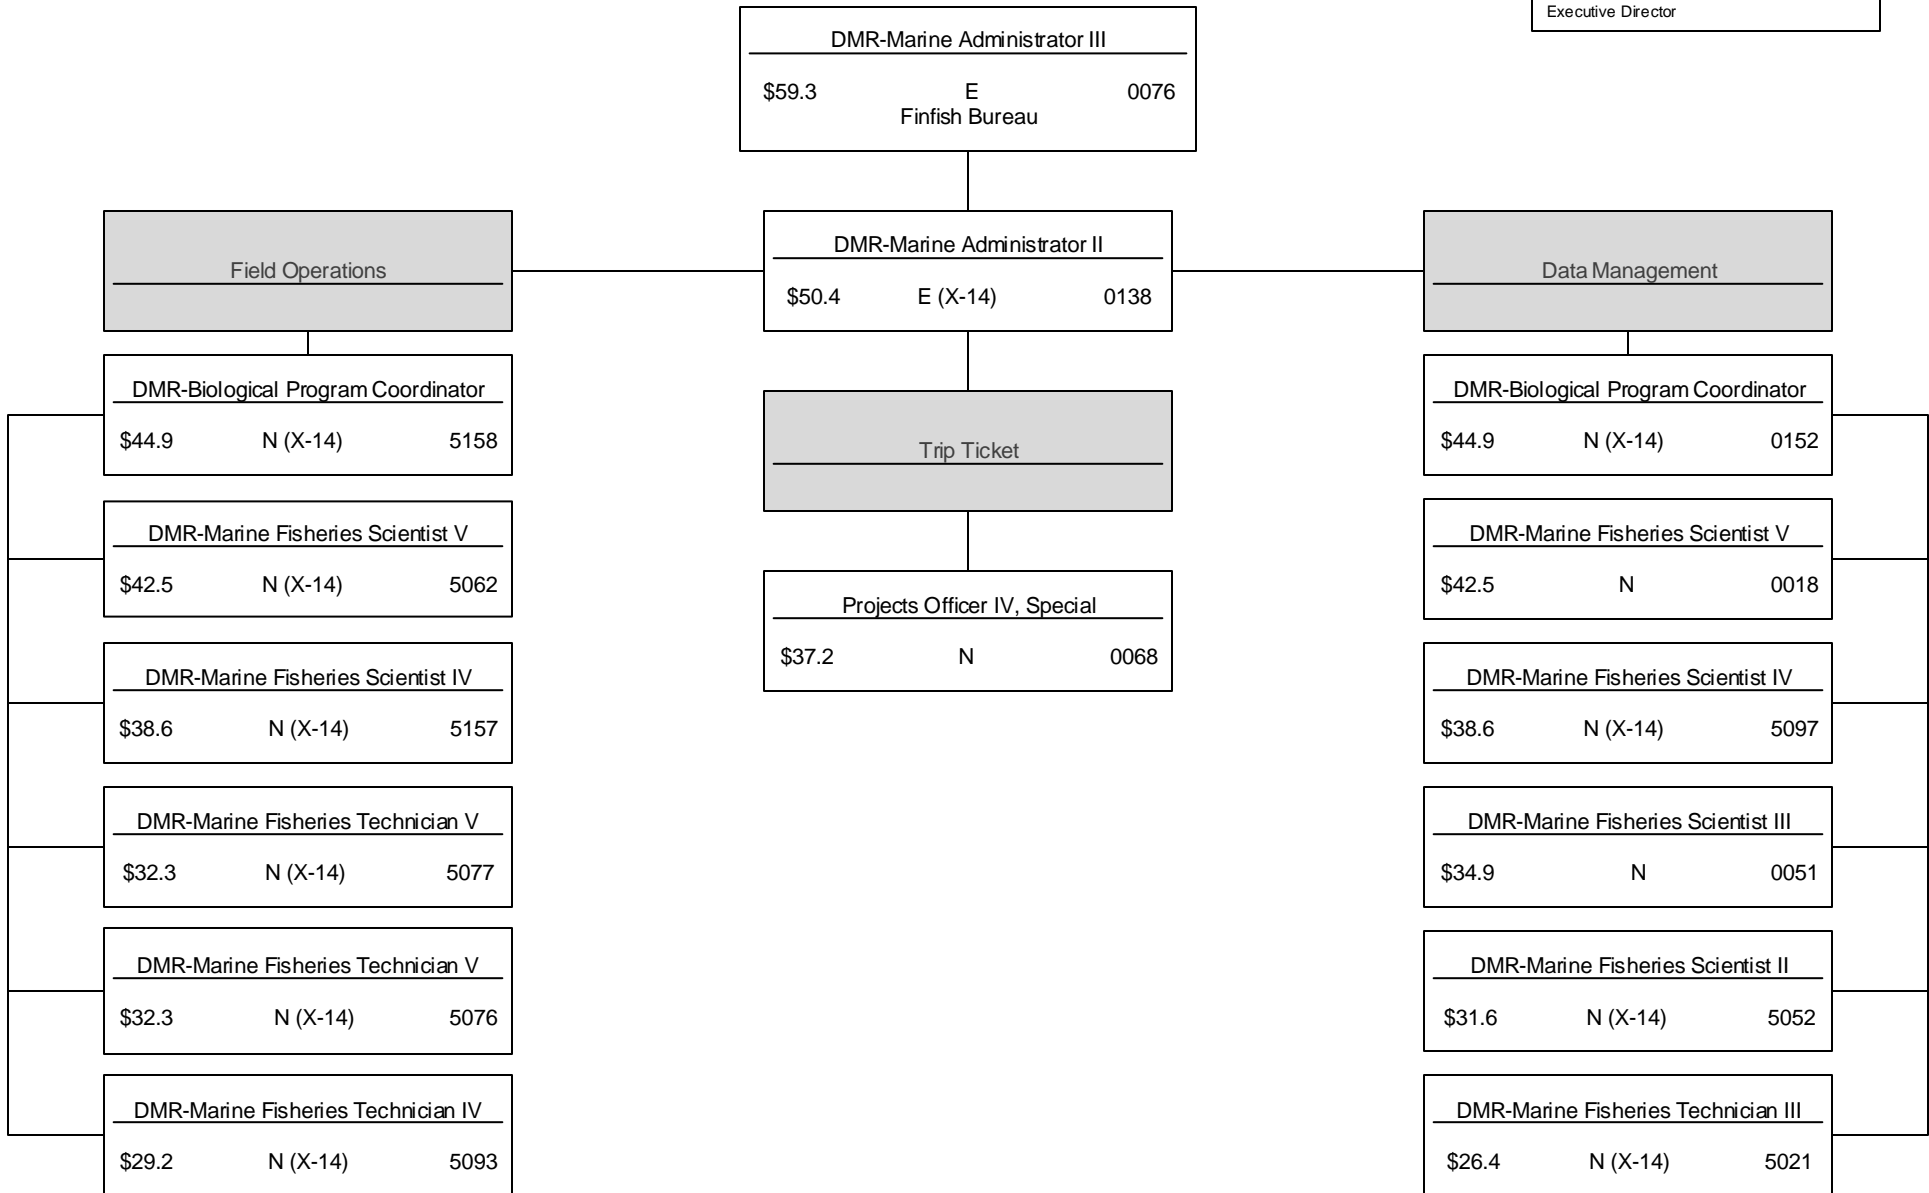 Executive Director
DMR-Marine Administrator III
$59.3 E 0076
Finfish Bureau
Field Operations
DMR-Marine Administrator II
$50.4 E (X-14) 0138
Data Management
DMR-Biological Program Coordinator
$44.9 N (X-14) 5158
DMR-Marine Fisheries Scientist V
$42.5 N (X-14) 5062
DMR-Marine Fisheries Scientist IV
$38.6 N (X-14) 5157
DMR-Marine Fisheries Technician V
$32.3 N (X-14) 5077
DMR-Marine Fisheries Technician V
$32.3 N (X-14) 5076
DMR-Marine Fisheries Technician IV
$29.2 N (X-14) 5093
Trip Ticket
Projects Officer IV, Special
$37.2 N 0068
DMR-Biological Program Coordinator
$44.9 N (X-14) 0152
DMR-Marine Fisheries Scientist V
$42.5 N 0018
DMR-Marine Fisheries Scientist IV
$38.6 N (X-14) 5097
DMR-Marine Fisheries Scientist III
$34.9 N 0051
DMR-Marine Fisheries Scientist II
$31.6 N (X-14) 5052
DMR-Marine Fisheries Technician III
$26.4 N (X-14) 5021